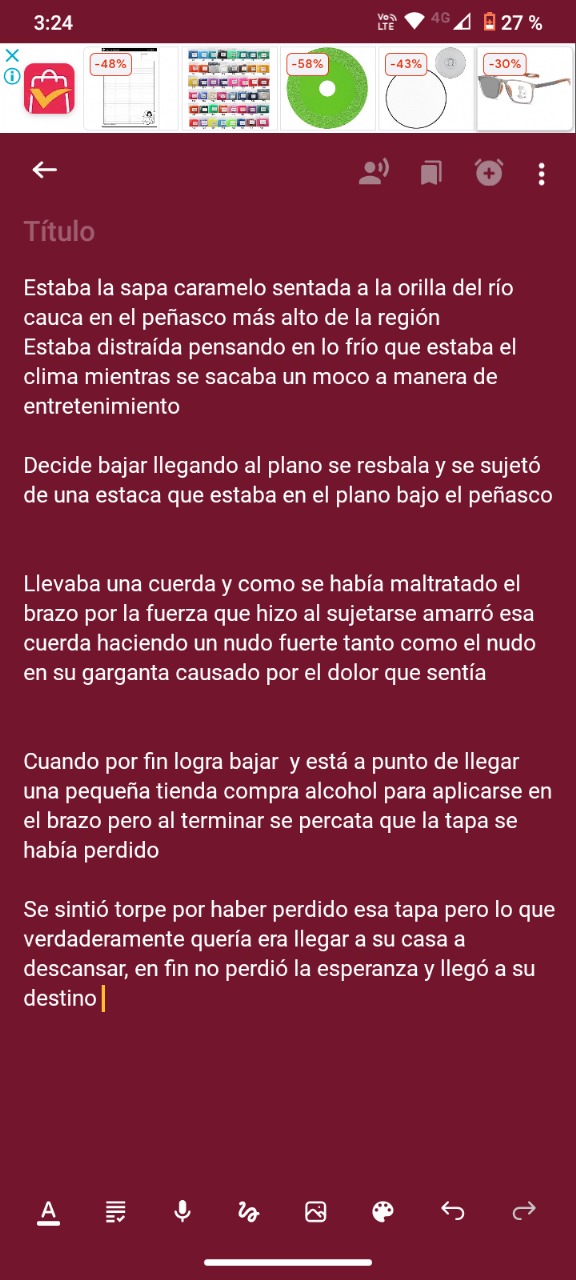 3:24
Vo LTE
4G
27 %
-48%
-58%
-43%
-30%
Título
Estaba la sapa caramelo sentada a la orilla del río
cauca en el peñasco más alto de la región
Estaba distraída pensando en lo frío que estaba el
clima mientras se sacaba un moco a manera de
entretenimiento
Decide bajar llegando al plano se resbala y se sujetó
de una estaca que estaba en el plano bajo el peñasco
Llevaba una cuerda y como se había maltratado el
brazo por la fuerza que hizo al sujetarse amarró esa
cuerda haciendo un nudo fuerte tanto como el nudo
en su garganta causado por el dolor que sentía
Cuando por fin logra bajar  y está a punto de llegar
una pequeña tienda compra alcohol para aplicarse en
el brazo pero al terminar se percata que la tapa se
había perdido
Se sintió torpe por haber perdido esa tapa pero lo que
verdaderamente quería era llegar a su casa a
descansar, en fin no perdió la esperanza y llegó a su
destino
A